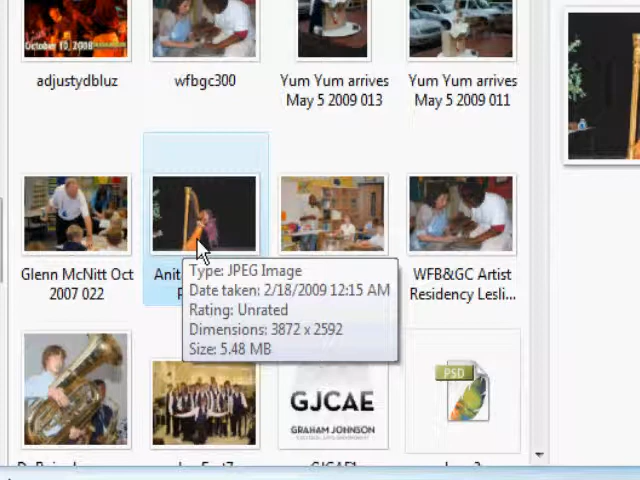 October 10, 2008
adjustydbluz
wfbgc300
Yum Yum arrives
May 5 2009 013
Yum Yum arrives
May 5 2009 011
Glenn McNitt Oct
2007 022
Anit
WFB&GC Artist
Residency Lesli...
Type: JPEG Image
Date taken: 2/18/2009 12:15 AM
Rating: Unrated
Dimensions: 3872 x 2592
Size: 5.48 MB
PSD
GJCAE
GRAHAM JOHNSON